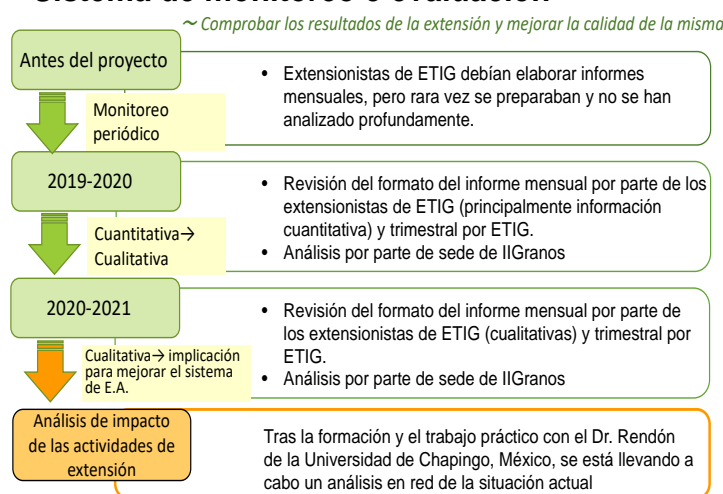 ～ Comprobar los resultados de la extensión y mejorar la calidad de la misma
Antes del proyecto
• Extensionistas de ETIG debían elaborar informes
mensuales, pero rara vez se preparaban y no se han
analizado profundamente.
Monitoreo
periódico
2019-2020
• Revisión del formato del informe mensual por parte de los
extensionistas de ETIG (principalmente información
cuantitativa) y trimestral por ETIG.
• Análisis por parte de sede de IIGranos
Cuantitativa→
Cualitativa
2020-2021
• Revisión del formato del informe mensual por parte de
los extensionistas de ETIG (cualitativas) y trimestral por
ETIG.
• Análisis por parte de sede de IIGranos
Cualitativa→ implicación
para mejorar el sistema
de E.A.
Análisis de impacto
de las actividades de
extensión
Tras la formación y el trabajo práctico con el Dr. Rendón
de la Universidad de Chapingo, México, se está llevando a
cabo un análisis en red de la situación actual